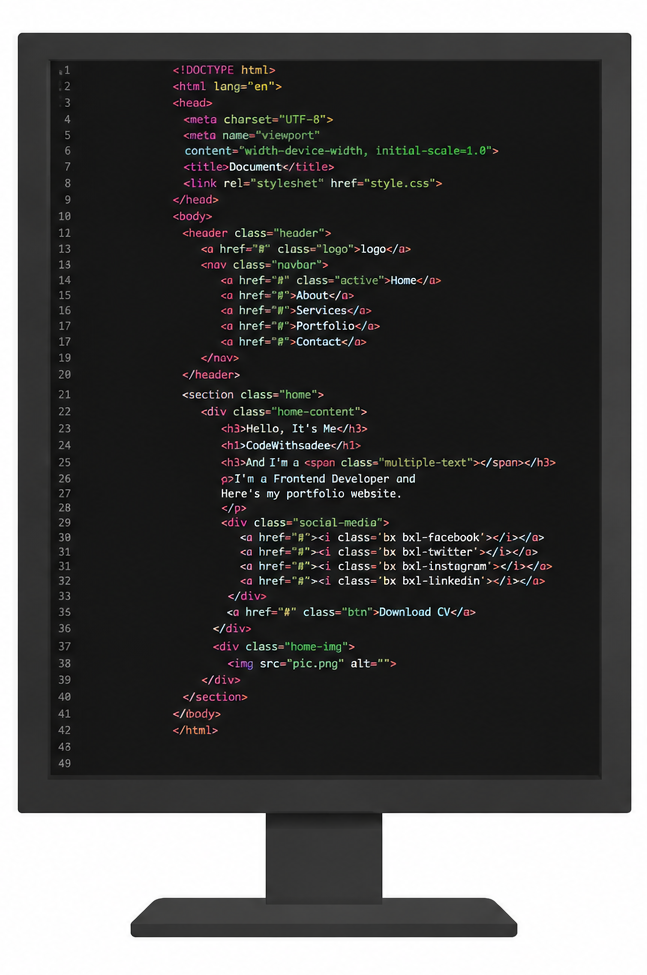 1 <!DOCTYPE html>
2 <html lang="en">
3 <head>
4 <meta charset="UTF-8">
5 <meta name="viewport"
6 content="width-device-width, initial-scale=1.0">
7 <title>Document</title>
8 <link rel="styleshet" href="style.css">
9 </head>
10 <body>
11 <header class="header">
13 <a href="#" class="logo">logo</a>
13 <nav class="navbar">
14 <a href="#" class="active">Home</a>
15 <a href="#">About</a>
16 <a href="#">Services</a>
17 <a href="#">Portfolio</a>
17 <a href="#">Contact</a>
19 </nav>
20 </header>
21 <section class="home">
22 <div class="home-content">
23 <h3>Hello, It's Me</h3>
24 <h1>CodeWithsadee</h1>
25 <h3>And I'm a <span class="multiple-text"></span></h3>
26 p>I'm a Frontend Developer and
27 Here's my portfolio website.
28 </p>
29 <div class="social-media">
30 <a href="#"><i class='bx bxl-facebook'></i></a>
31 <a href="#"><i class='bx bxl-twitter'></i></a>
31 <a href="#"><i class='bx bxl-instagram'></i></a>
32 <a href="#"><i class='bx bxl-linkedin'></i></a>
33 </div>
35 <a href="#" class="btn">Download CV</a>
36 </div>
37 <div class="home-img">
38 <img src="pic.png" alt="">
39 </div>
40 </section>
41 </body>
42 </html>
48
49